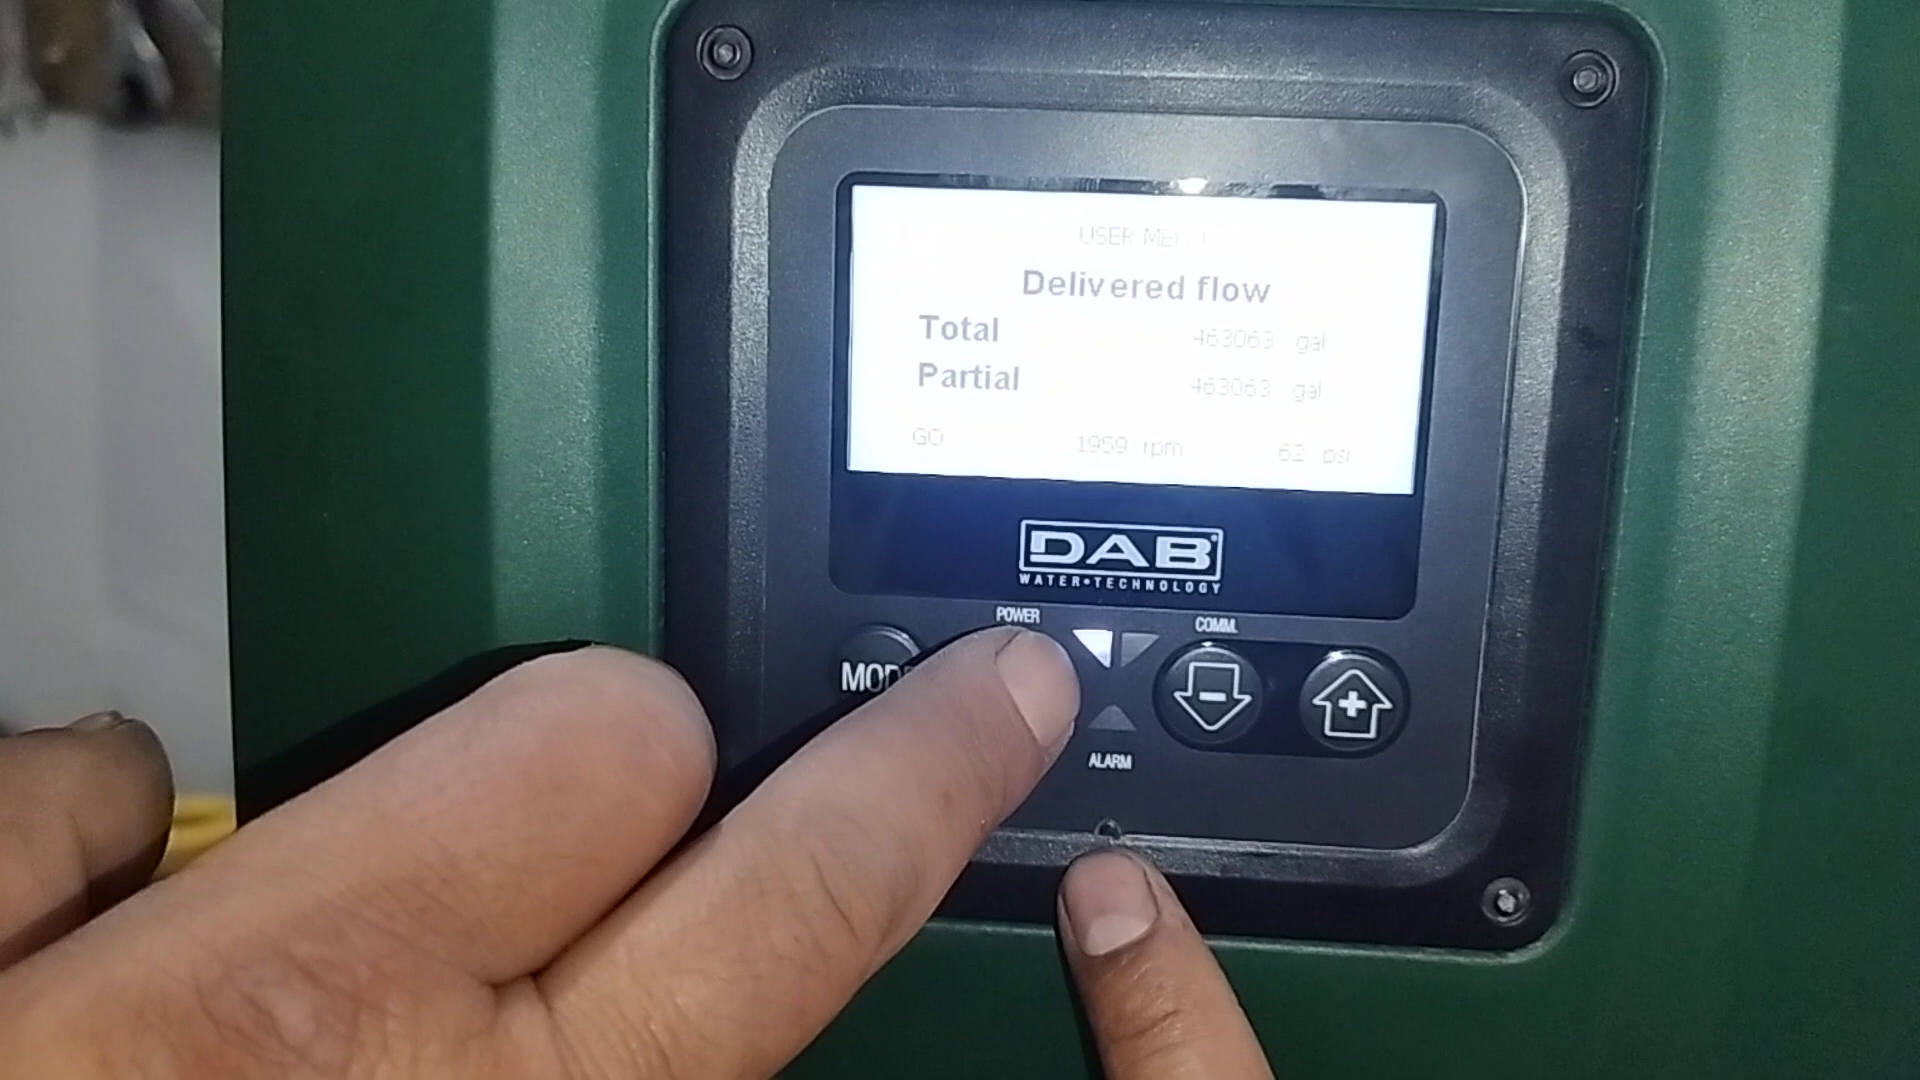 USER
Delivered flow
Total 463063 gal
Partial 463063 gal
GO 1959 rpm 62 psi
DAB
WATER•TECHNOLOGY
POWER COMM.
ALARM